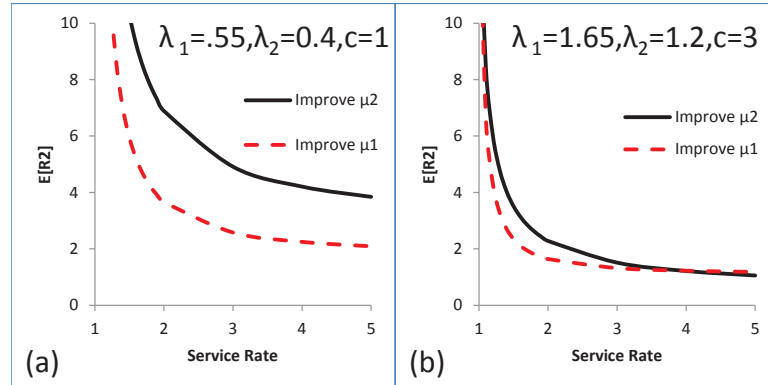 λ1=.55,λ2=0.4,c=1
10
8
6
4
2
0
E[R2]
Improve μ2
Improve μ1
1 2 3 4 5
Service Rate
(a)
λ1=1.65,λ2=1.2,c=3
10
8
6
4
2
0
E[R2]
Improve μ2
Improve μ1
1 2 3 4 5
Service Rate
(b)